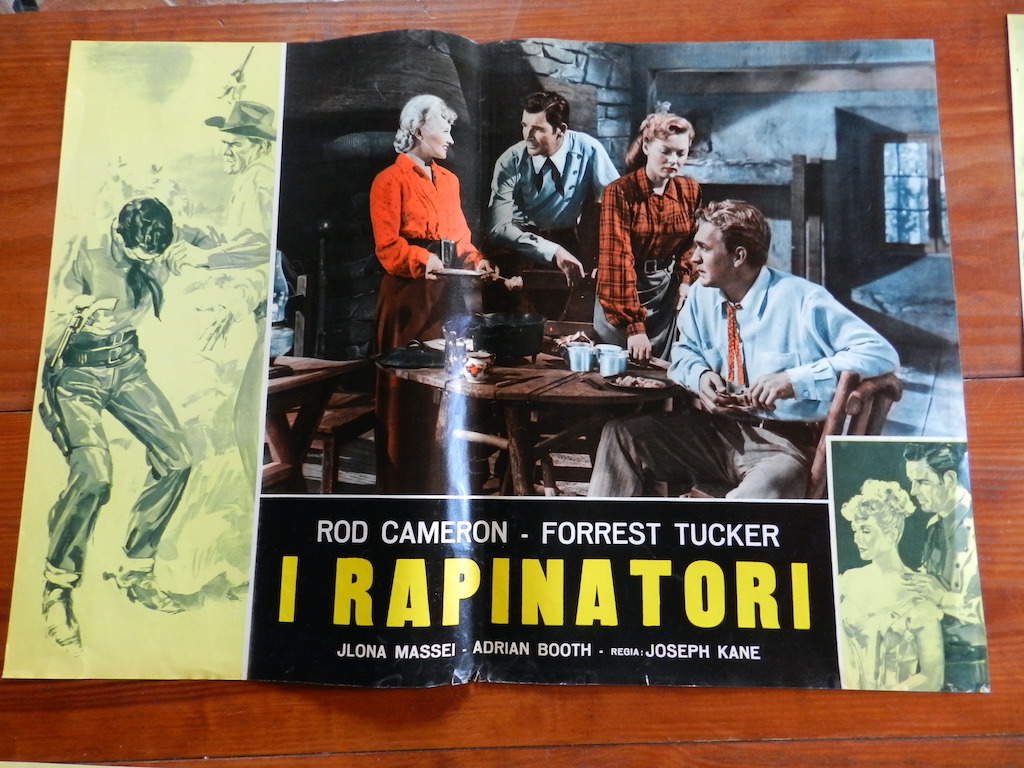 ROD CAMERON - FORREST TUCKER
I RAPINATORI
JLONA MASSEI - ADRIAN BOOTH - REGIA: JOSEPH KANE